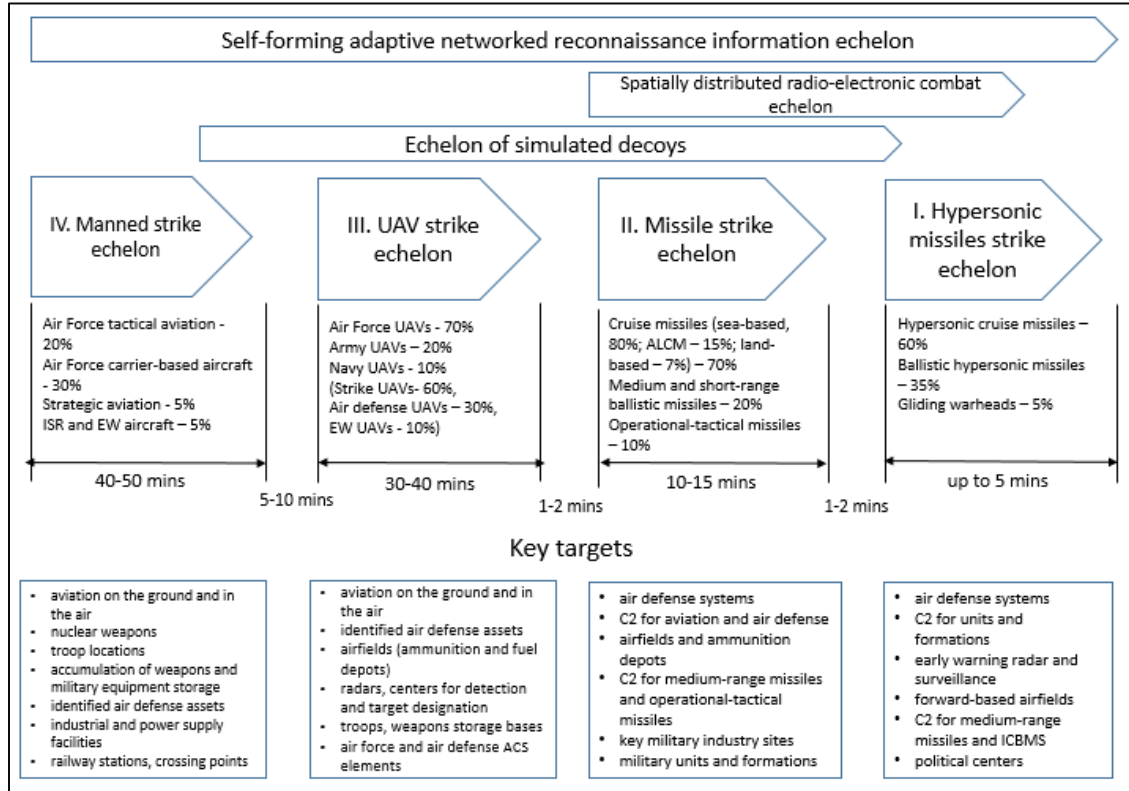 Self-forming adaptive networked reconnaissance information echelon
Spatially distributed radio-electronic combat
echelon
Echelon of simulated decoys
IV. Manned strike
echelon
III. UAV strike
echelon
II. Missile strike
echelon
I. Hypersonic
missiles strike
echelon
Air Force tactical aviation -
20%
Air Force carrier-based aircraft
- 30%
Strategic aviation - 5%
ISR and EW aircraft – 5%
Air Force UAVs - 70%
Army UAVs – 20%
Navy UAVs - 10%
(Strike UAVs- 60%,
Air defense UAVs – 30%,
EW UAVs - 10%)
Cruise missiles (sea-based,
80%; ALCM – 15%; land-
based – 7%) – 70%
Medium and short-range
ballistic missiles – 20%
Operational-tactical missiles
– 10%
Hypersonic cruise missiles –
60%
Ballistic hypersonic missiles
– 35%
Gliding warheads – 5%
40-50 mins
5-10 mins
30-40 mins
1-2 mins
10-15 mins
1-2 mins
up to 5 mins
Key targets
• aviation on the ground and in
the air
• nuclear weapons
• troop locations
• accumulation of weapons and
military equipment storage
• identified air defense assets
• industrial and power supply
facilities
• railway stations, crossing points
• aviation on the ground and in
the air
• identified air defense assets
• airfields (ammunition and fuel
depots)
• radars, centers for detection
and target designation
• troops, weapons storage bases
• air force and air defense ACS
elements
• air defense systems
• C2 for aviation and air defense
• airfields and ammunition
depots
• C2 for medium-range missiles
and operational-tactical
missiles
• key military industry sites
• military units and formations
• air defense systems
• C2 for units and
formations
• early warning radar and
surveillance
• forward-based airfields
• C2 for medium-range
missiles and ICBMS
• political centers